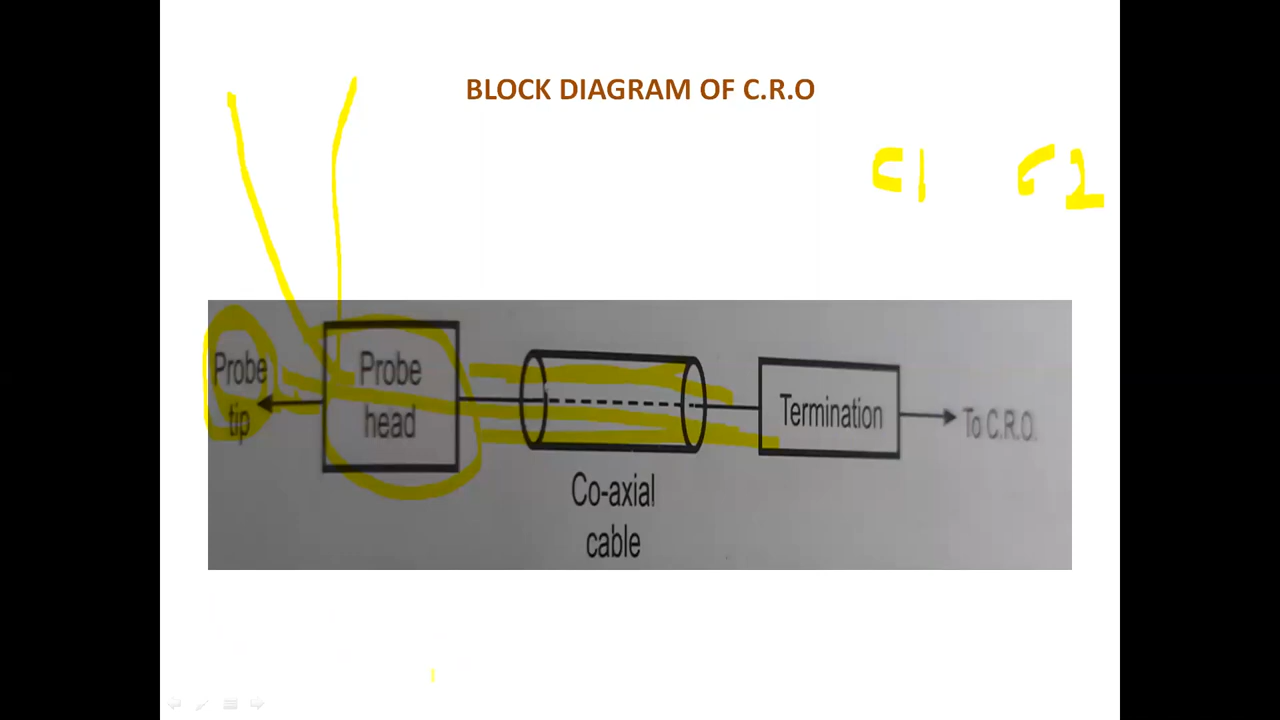 BLOCK DIAGRAM OF C.R.O
C1 C2
Probe
tip
Probe
head
Termination
To C.R.O.
Co-axial
cable